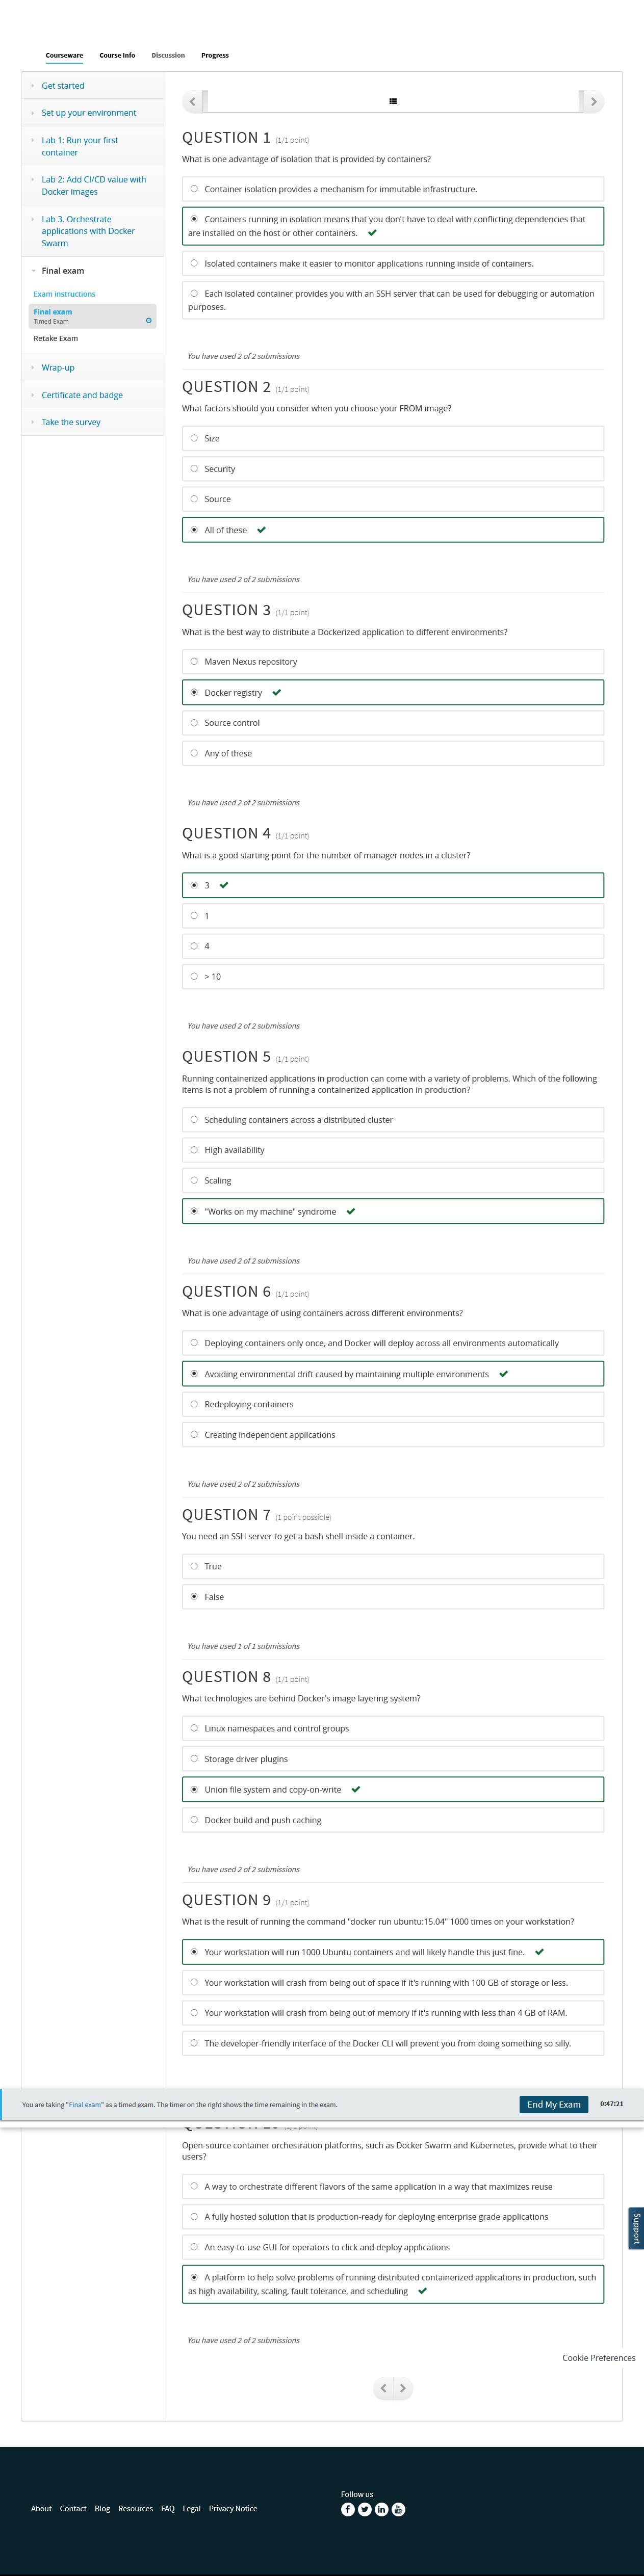 Courseware Course Info Discussion Progress
Get started
Set up your environment
Lab 1: Run your first
container
Lab 2: Add CI/CD value with
Docker images
Lab 3. Orchestrate
applications with Docker
Swarm
Final exam
Exam instructions
Final exam
Timed Exam
Retake Exam
Wrap-up
Certificate and badge
Take the survey
QUESTION 1 (1/1 point)
What is one advantage of isolation that is provided by containers?
Container isolation provides a mechanism for immutable infrastructure.
Containers running in isolation means that you don't have to deal with conflicting dependencies that
are installed on the host or other containers.
Isolated containers make it easier to monitor applications running inside of containers.
Each isolated container provides you with an SSH server that can be used for debugging or automation
purposes.
You have used 2 of 2 submissions
QUESTION 2 (1/1 point)
What factors should you consider when you choose your FROM image?
Size
Security
Source
All of these
You have used 2 of 2 submissions
QUESTION 3 (1/1 point)
What is the best way to distribute a Dockerized application to different environments?
Maven Nexus repository
Docker registry
Source control
Any of these
You have used 2 of 2 submissions
QUESTION 4 (1/1 point)
What is a good starting point for the number of manager nodes in a cluster?
3
1
4
> 10
You have used 2 of 2 submissions
QUESTION 5 (1/1 point)
Running containerized applications in production can come with a variety of problems. Which of the following
items is not a problem of running a containerized application in production?
Scheduling containers across a distributed cluster
High availability
Scaling
"Works on my machine" syndrome
You have used 2 of 2 submissions
QUESTION 6 (1/1 point)
What is one advantage of using containers across different environments?
Deploying containers only once, and Docker will deploy across all environments automatically
Avoiding environmental drift caused by maintaining multiple environments
Redeploying containers
Creating independent applications
You have used 2 of 2 submissions
QUESTION 7 (1 point possible)
You need an SSH server to get a bash shell inside a container.
True
False
You have used 1 of 1 submissions
QUESTION 8 (1/1 point)
What technologies are behind Docker's image layering system?
Linux namespaces and control groups
Storage driver plugins
Union file system and copy-on-write
Docker build and push caching
You have used 2 of 2 submissions
QUESTION 9 (1/1 point)
What is the result of running the command "docker run ubuntu:15.04" 1000 times on your workstation?
Your workstation will run 1000 Ubuntu containers and will likely handle this just fine.
Your workstation will crash from being out of space if it's running with 100 GB of storage or less.
Your workstation will crash from being out of memory if it's running with less than 4 GB of RAM.
The developer-friendly interface of the Docker CLI will prevent you from doing something so silly.
You are taking "Final exam" as a timed exam. The timer on the right shows the time remaining in the exam.
End My Exam
0:47:21
Open-source container orchestration platforms, such as Docker Swarm and Kubernetes, provide what to their
users?
A way to orchestrate different flavors of the same application in a way that maximizes reuse
A fully hosted solution that is production-ready for deploying enterprise grade applications
An easy-to-use GUI for operators to click and deploy applications
A platform to help solve problems of running distributed containerized applications in production, such
as high availability, scaling, fault tolerance, and scheduling
You have used 2 of 2 submissions
Support
Cookie Preferences
Follow us
About Contact Blog Resources FAQ Legal Privacy Notice